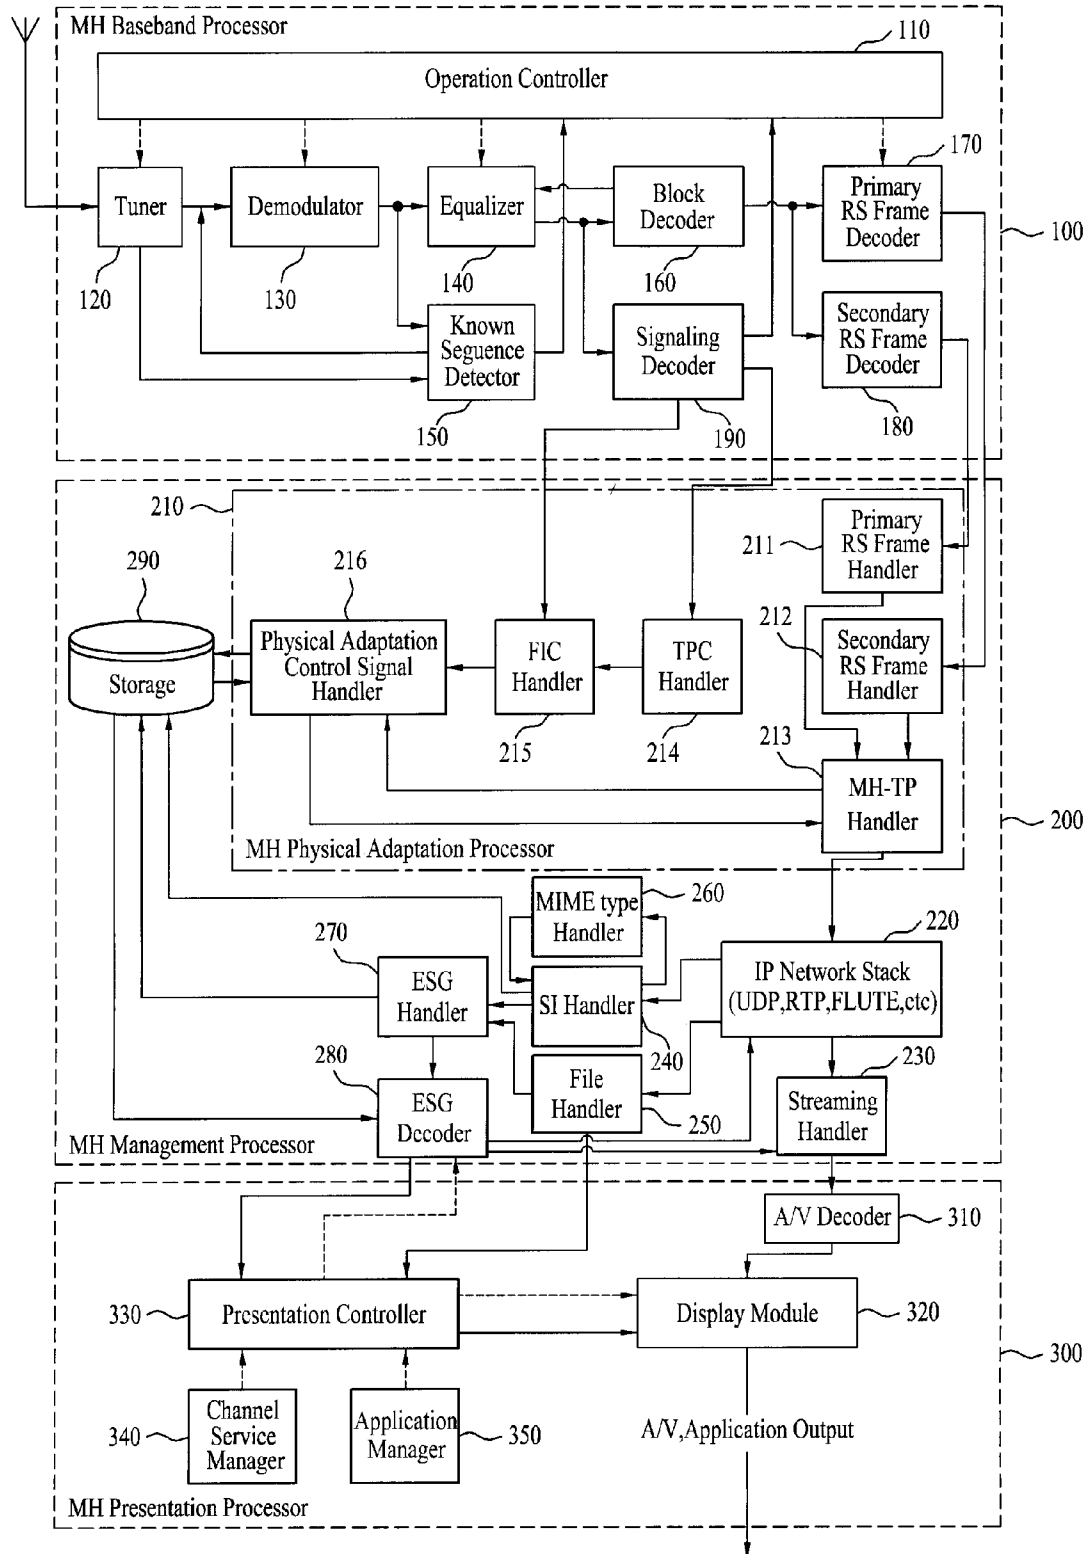 MH Baseband Processor
110
Operation Controller
170
Tuner
Demodulator
Equalizer
Block
Decoder
Primary
RS Frame
Decoder
100
120
130
140
160
Known
Seguence
Detector
Signaling
Decoder
Secondary
RS Frame
Decoder
150
190
180
210
290
216
211
Primary
RS Frame
Handler
212
Storage
Physical Adaptation
Control Signal
Handler
FIC
Handler
TPC
Handler
Secondary
RS Frame
Handler
215
214
213
MH-TP
Handler
200
MH Physical Adaptation Processor
260
MIME type
Handler
220
270
ESG
Handler
SI Handler
IP Network Stack
(UDP,RTP,FLUTE,ctc)
240
230
280
ESG
Dccoder
File
Handler
250
Streaming
Handler
MH Management Processor
A/V Decoder
310
330
Presentation Controller
Display Module
320
300
340
Channel
Service
Manager
Application
Manager
350
A/V,Application Output
MH Presentation Processor